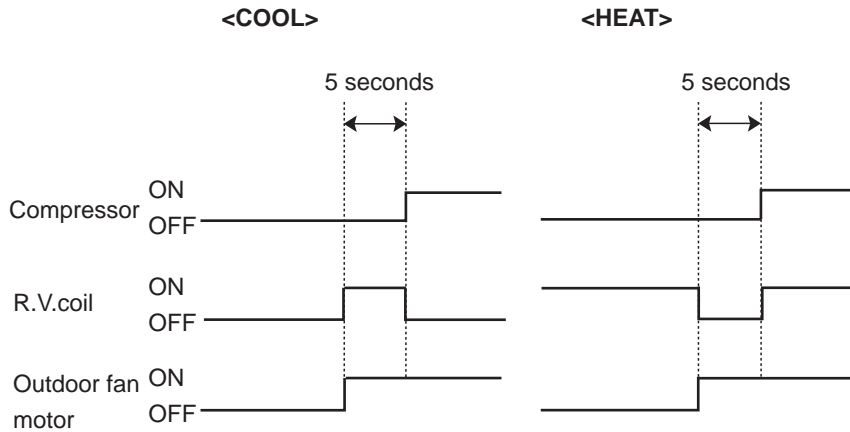 <COOL> <HEAT>
5 seconds 5 seconds
Compressor ON
OFF
R.V.coil ON
OFF
Outdoor fan motor ON
OFF